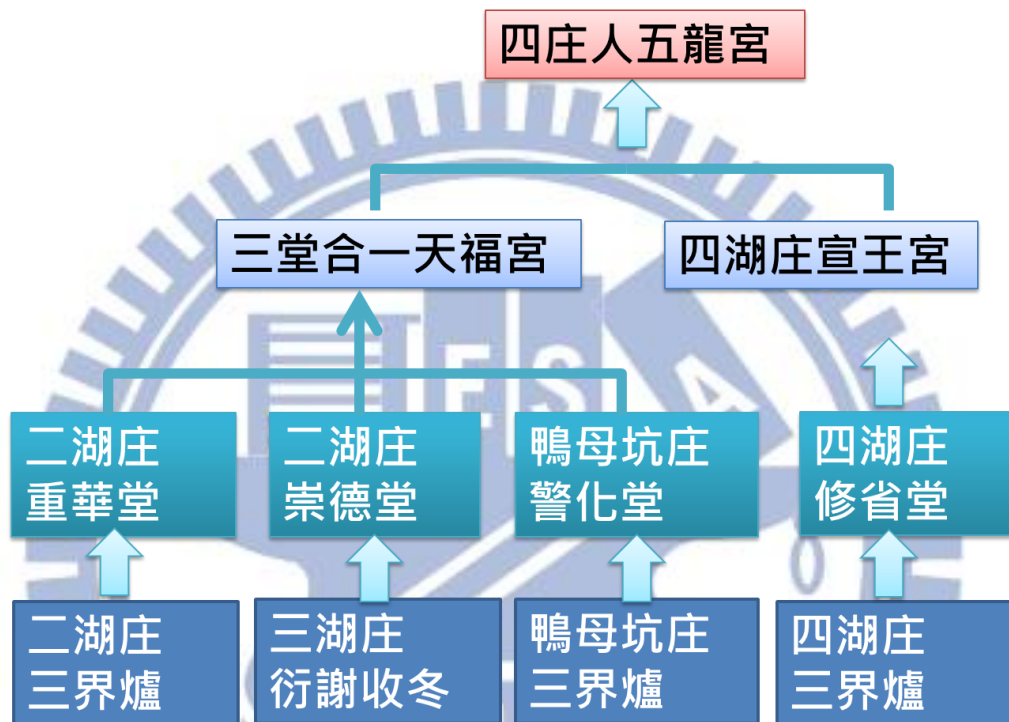 四庄人五龍宮
三堂合一天福宮
四湖庄宣王宮
二湖庄
重華堂
二湖庄
崇德堂
鴨母坑庄
警化堂
四湖庄
修省堂
二湖庄
三界爐
三湖庄
衍謝收冬
鴨母坑庄
三界爐
四湖庄
三界爐
E
S
A